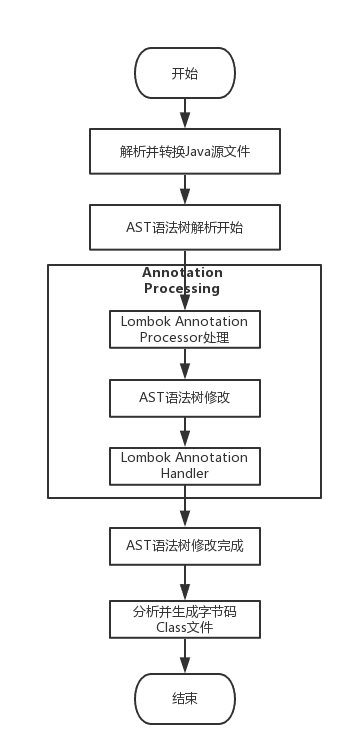 开始
解析并转换Java源文件
AST语法树解析开始
Annotation
Processing
Lombok Annotation
Processor处理
AST语法树修改
Lombok Annotation
Handler
AST语法树修改完成
分析并生成字节码
Class文件
结束